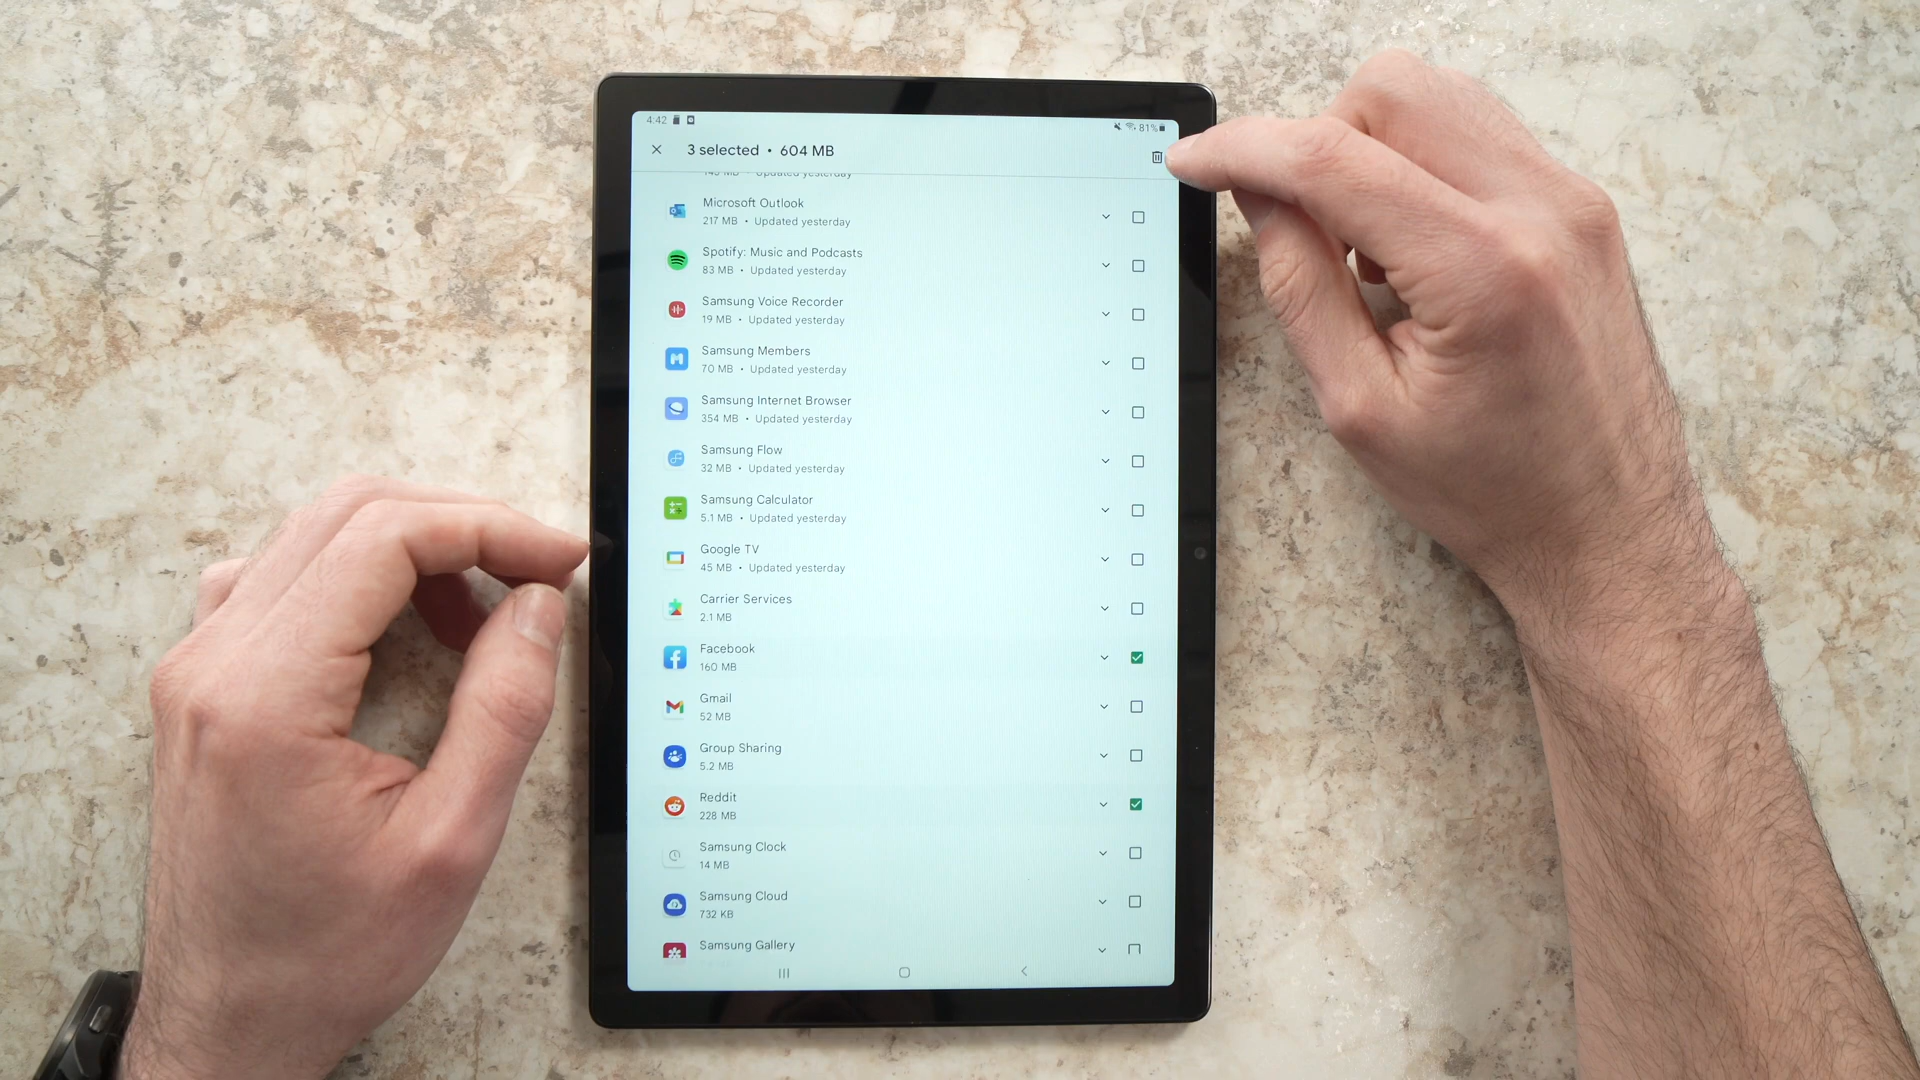 4:42
81%
3 selected • 604 MB
MB • Updated yesterday
Microsoft Outlook
217 MB • Updated yesterday
Spotify: Music and Podcasts
83 MB • Updated yesterday
Samsung Voice Recorder
19 MB • Updated yesterday
Samsung Members
70 MB • Updated yesterday
Samsung Internet Browser
354 MB • Updated yesterday
Samsung Flow
32 MB • Updated yesterday
Samsung Calculator
5.1 MB • Updated yesterday
Google TV
45 MB • Updated yesterday
Carrier Services
2.1 MB
Facebook
160 MB
Gmail
52 MB
Group Sharing
5.2 MB
Reddit
228 MB
Samsung Clock
14 MB
Samsung Cloud
732 KB
Samsung Gallery